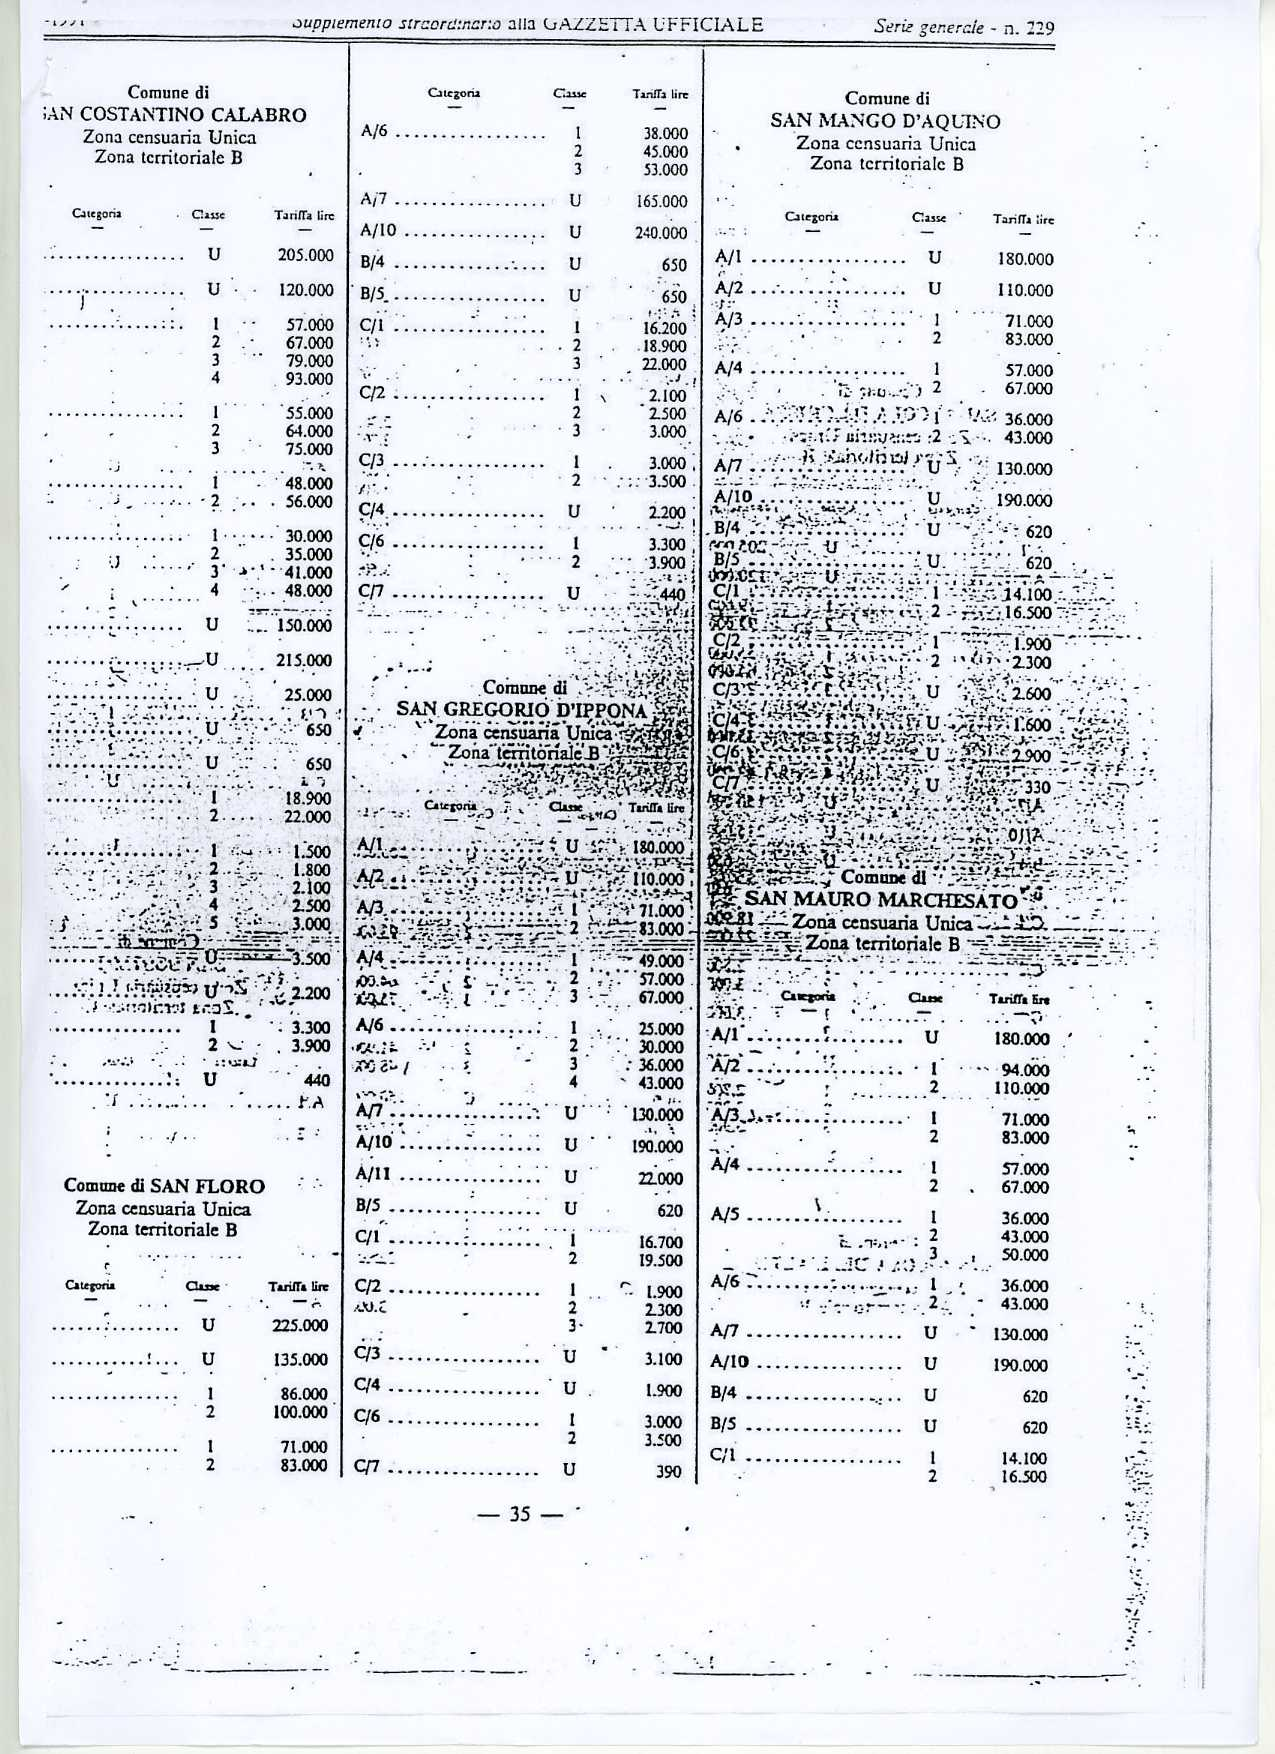 Supplemento straordinario alla GAZZETTA UFFICIALE Serie generale - n. 229
Comune di
SAN COSTANTINO CALABRO
Zona censuaria Unica
Zona territoriale B
Categoria Classe Tariffa lire
— — —
................ U 205.000
................ U 120.000
................ 1 57.000
2 67.000
3 79.000
4 93.000
................ 1 55.000
2 64.000
3 75.000
................ 1 48.000
2 56.000
................ 1 30.000
2 35.000
3 41.000
4 48.000
................ U 150.000
................ U 215.000
................ U 25.000
................ U 650
................ U 650
................ 1 18.900
2 22.000
................ 1 1.500
2 1.800
3 2.100
4 2.500
5 3.000
................ U 3.500
................ U 2.200
................ 1 3.300
2 3.900
................ U 440
Comune di SAN FLORO
Zona censuaria Unica
Zona territoriale B
Categoria Classe Tariffa lire
— — —
................ U 225.000
................ U 135.000
................ 1 86.000
2 100.000
................ 1 71.000
2 83.000
Categoria Classe Tariffa lire
— — —
A/6 ................ 1 38.000
2 45.000
3 53.000
A/7 ................ U 165.000
A/10 ................ U 240.000
B/4 ................ U 650
B/5 ................ U 650
C/1 ................ 1 16.200
2 18.900
3 22.000
C/2 ................ 1 2.100
2 2.500
3 3.000
C/3 ................ 1 3.000
2 3.500
C/4 ................ U 2.200
C/6 ................ 1 3.300
2 3.900
C/7 ................ U 440
Comune di
SAN GREGORIO D'IPPONA
Zona censuaria Unica
Zona territoriale B
Categoria Classe Tariffa lire
— — —
A/1 ................ U 180.000
A/2 ................ U 110.000
A/3 ................ 1 71.000
2 83.000
A/4 ................ 1 49.000
2 57.000
3 67.000
A/6 ................ 1 25.000
2 30.000
3 36.000
4 43.000
A/7 ................ U 130.000
A/10 ................ U 190.000
A/11 ................ U 22.000
B/5 ................ U 620
C/1 ................ 1 16.700
2 19.500
C/2 ................ 1 1.900
2 2.300
3 2.700
C/3 ................ U 3.100
C/4 ................ U 1.900
C/6 ................ 1 3.000
2 3.500
C/7 ................ U 390
Comune di
SAN MANGO D'AQUINO
Zona censuaria Unica
Zona territoriale B
Categoria Classe Tariffa lire
— — —
A/1 ................ U 180.000
A/2 ................ U 110.000
A/3 ................ 1 71.000
2 83.000
A/4 ................ 1 57.000
2 67.000
A/6 ................ 1 36.000
2 43.000
A/7 ................ U 130.000
A/10 ................ U 190.000
B/4 ................ U 620
B/5 ................ U 620
C/1 ................ 1 14.100
2 16.500
C/2 ................ 1 1.900
2 2.300
C/3 ................ U 2.600
C/4 ................ U 1.600
C/6 ................ U 2.900
C/7 ................ U 330
Comune di
SAN MAURO MARCHESATO
Zona censuaria Unica
Zona territoriale B
Categoria Classe Tariffa lire
— — —
A/1 ................ U 180.000
A/2 ................ 1 94.000
2 110.000
A/3 ................ 1 71.000
2 83.000
A/4 ................ 1 57.000
2 67.000
A/5 ................ 1 36.000
2 43.000
3 50.000
A/6 ................ 1 36.000
2 43.000
A/7 ................ U 130.000
A/10 ................ U 190.000
B/4 ................ U 620
B/5 ................ U 620
C/1 ................ 1 14.100
2 16.500
— 35 —